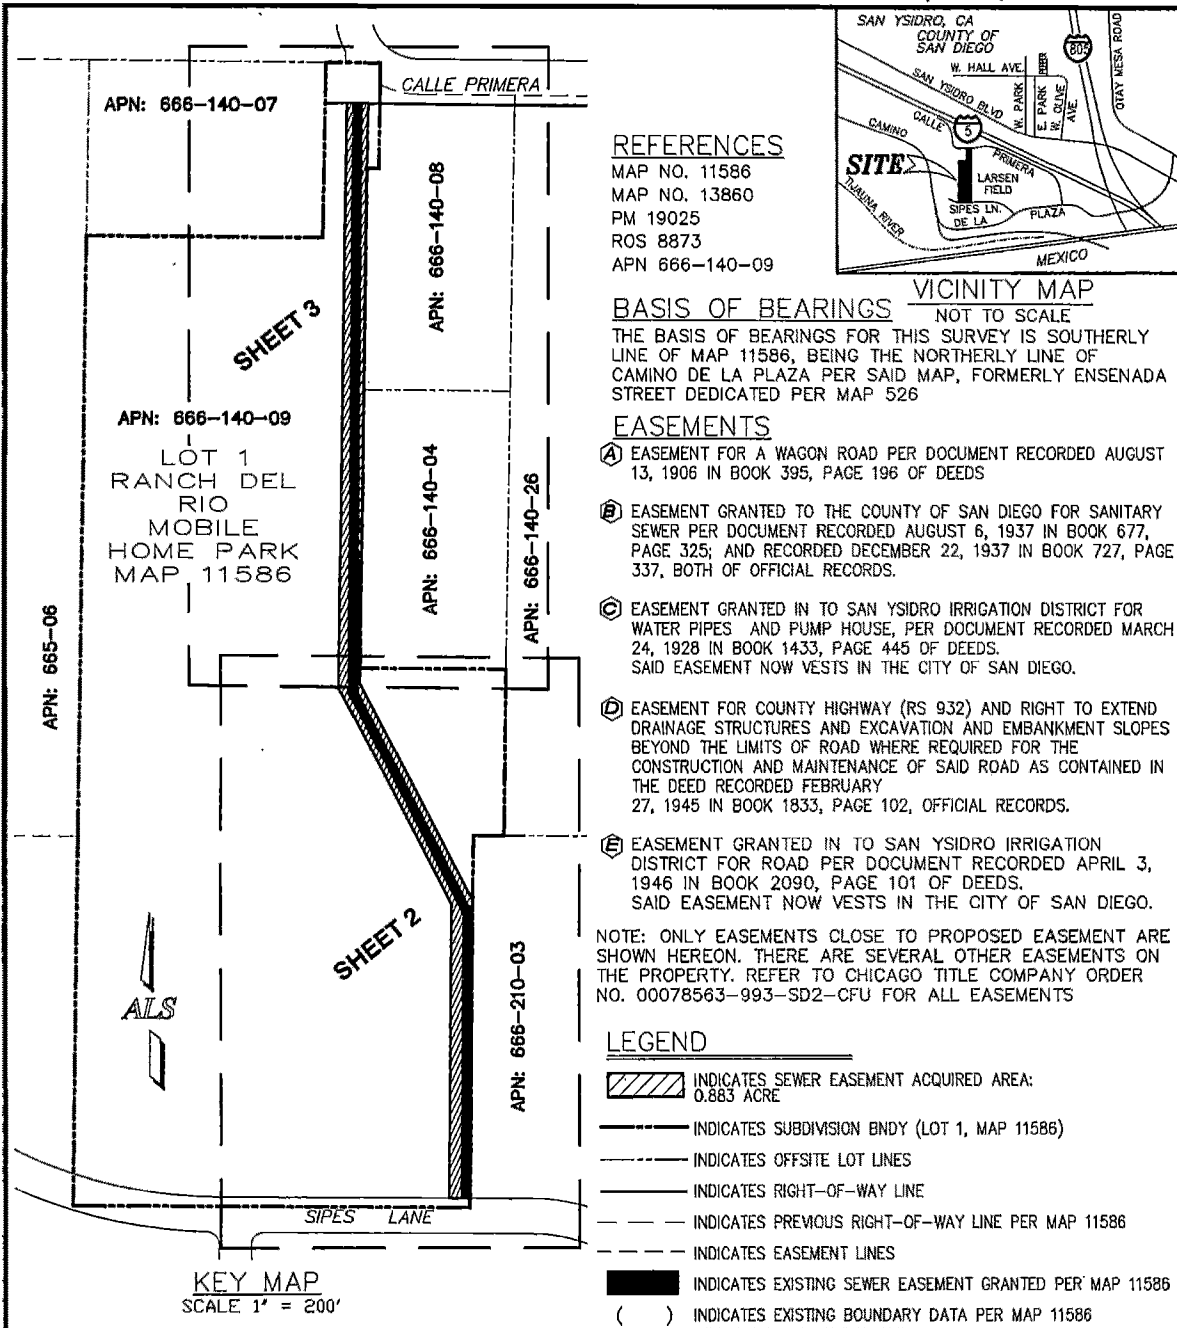 CALLE PRIMERA
APN: 666-140-07
APN: 666-140-08
SHEET 3
APN: 666-140-09
LOT 1
RANCH DEL
RIO
MOBILE
HOME PARK
MAP 11586
APN: 666-140-04
APN: 666-140-26
APN: 665-06
SHEET 2
ALS
APN: 666-210-03
SIPES LANE
KEY MAP
SCALE 1" = 200'
SAN YSIDRO, CA
COUNTY OF
SAN DIEGO
805
OTAY MESA ROAD
W. HALL AVE.
SAN YSIDRO BLVD
W. PARK
E. PARK
W. OLIVE
AVE.
CALLE
5
PRIMERA
CAMINO
SITE
LARSEN
FIELD
SIPES LN.
DE LA
PLAZA
TIJAUNA RIVER
MEXICO
VICINITY MAP
NOT TO SCALE
REFERENCES
MAP NO. 11586
MAP NO. 13860
PM 19025
ROS 8873
APN 666-140-09
BASIS OF BEARINGS
THE BASIS OF BEARINGS FOR THIS SURVEY IS SOUTHERLY
LINE OF MAP 11586, BEING THE NORTHERLY LINE OF
CAMINO DE LA PLAZA PER SAID MAP, FORMERLY ENSENADA
STREET DEDICATED PER MAP 526
EASEMENTS
A EASEMENT FOR A WAGON ROAD PER DOCUMENT RECORDED AUGUST
13, 1906 IN BOOK 395, PAGE 196 OF DEEDS
B EASEMENT GRANTED TO THE COUNTY OF SAN DIEGO FOR SANITARY
SEWER PER DOCUMENT RECORDED AUGUST 6, 1937 IN BOOK 677,
PAGE 325; AND RECORDED DECEMBER 22, 1937 IN BOOK 727, PAGE
337, BOTH OF OFFICIAL RECORDS.
C EASEMENT GRANTED IN TO SAN YSIDRO IRRIGATION DISTRICT FOR
WATER PIPES AND PUMP HOUSE, PER DOCUMENT RECORDED MARCH
24, 1928 IN BOOK 1433, PAGE 445 OF DEEDS.
SAID EASEMENT NOW VESTS IN THE CITY OF SAN DIEGO.
D EASEMENT FOR COUNTY HIGHWAY (RS 932) AND RIGHT TO EXTEND
DRAINAGE STRUCTURES AND EXCAVATION AND EMBANKMENT SLOPES
BEYOND THE LIMITS OF ROAD WHERE REQUIRED FOR THE
CONSTRUCTION AND MAINTENANCE OF SAID ROAD AS CONTAINED IN
THE DEED RECORDED FEBRUARY
27, 1945 IN BOOK 1833, PAGE 102, OFFICIAL RECORDS.
E EASEMENT GRANTED IN TO SAN YSIDRO IRRIGATION
DISTRICT FOR ROAD PER DOCUMENT RECORDED APRIL 3,
1946 IN BOOK 2090, PAGE 101 OF DEEDS.
SAID EASEMENT NOW VESTS IN THE CITY OF SAN DIEGO.
NOTE: ONLY EASEMENTS CLOSE TO PROPOSED EASEMENT ARE
SHOWN HEREON. THERE ARE SEVERAL OTHER EASEMENTS ON
THE PROPERTY. REFER TO CHICAGO TITLE COMPANY ORDER
NO. 00078563-993-SD2-CFU FOR ALL EASEMENTS
LEGEND
INDICATES SEWER EASEMENT ACQUIRED AREA:
0.883 ACRE
INDICATES SUBDIVISION BNDY (LOT 1, MAP 11586)
INDICATES OFFSITE LOT LINES
INDICATES RIGHT-OF-WAY LINE
INDICATES PREVIOUS RIGHT-OF-WAY LINE PER MAP 11586
INDICATES EASEMENT LINES
INDICATES EXISTING SEWER EASEMENT GRANTED PER MAP 11586
( ) INDICATES EXISTING BOUNDARY DATA PER MAP 11586